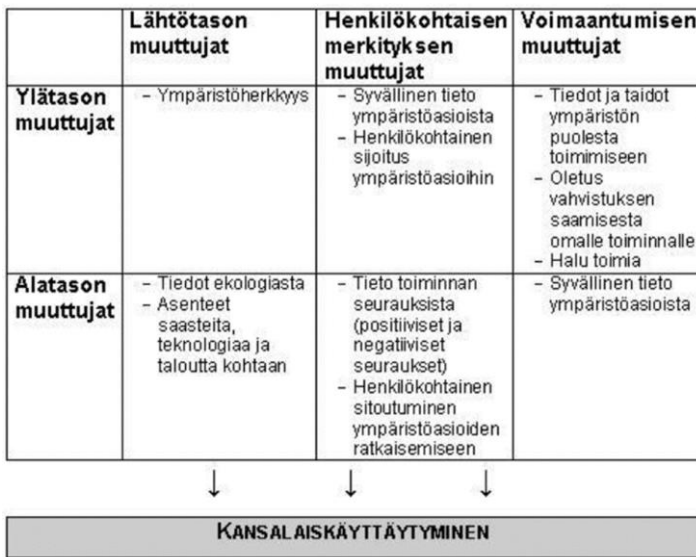 Lähtötason
muuttujat
Henkilökohtaisen
merkityksen
muuttujat
Voimaantumisen
muuttujat
Ylätason
muuttujat
– Ympäristöherkkyys
– Syvällinen tieto
ympäristöasioista
– Henkilökohtainen
sijoitus
ympäristöasioihin
– Tiedot ja taidot
ympäristön
puolesta
toimimiseen
– Oletus
vahvistuksen
saamisesta
omalle toiminnalle
– Halu toimia
Alatason
muuttujat
– Tiedot ekologiasta
– Asenteet
saasteita,
teknologiaa ja
taloutta kohtaan
– Tieto toiminnan
seurauksista
(positiiviset ja
negatiiviset
seuraukset)
– Henkilökohtainen
sitoutuminen
ympäristöasioiden
ratkaisemiseen
– Syvällinen tieto
ympäristöasioista
↓ ↓ ↓
KANSALAISKÄYTTÄYTYMINEN